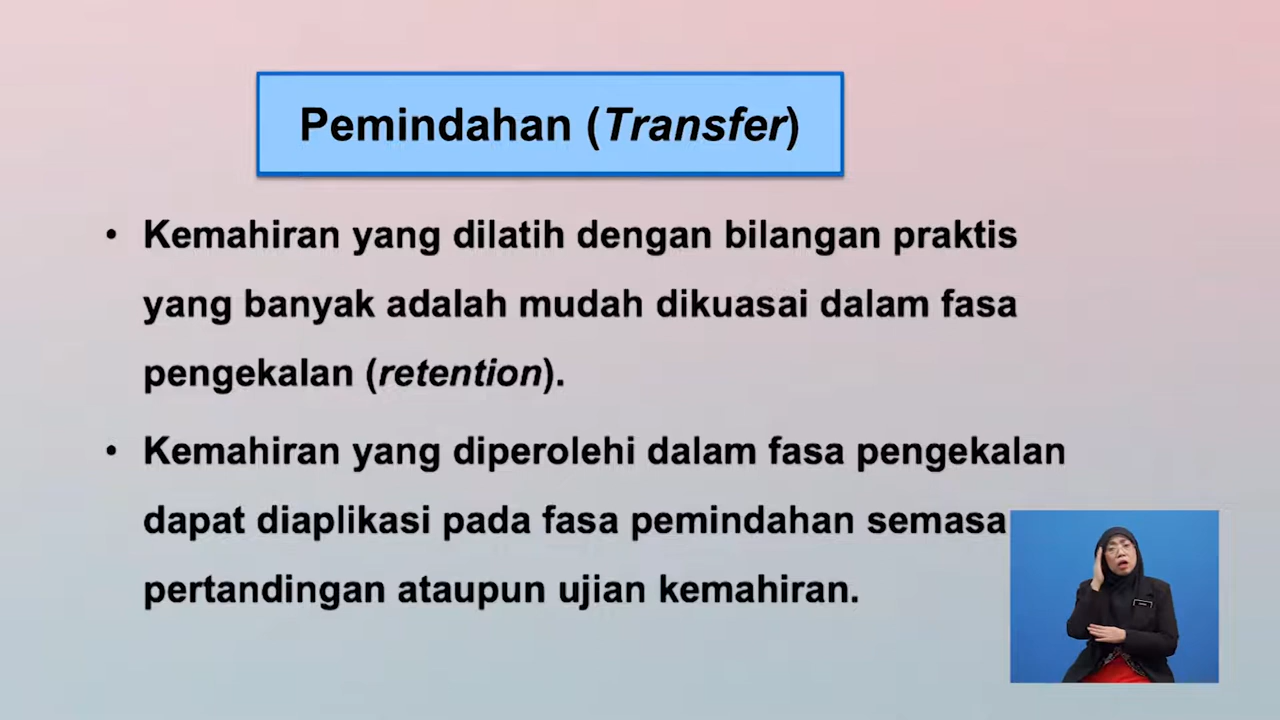 Pemindahan (Transfer)
• Kemahiran yang dilatih dengan bilangan praktis
yang banyak adalah mudah dikuasai dalam fasa
pengekalan (retention).
• Kemahiran yang diperolehi dalam fasa pengekalan
dapat diaplikasi pada fasa pemindahan semasa
pertandingan ataupun ujian kemahiran.